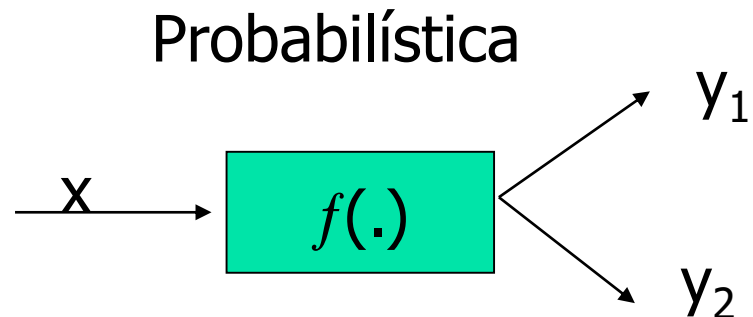 Probabilística
y₁
x
f(.)
y₂